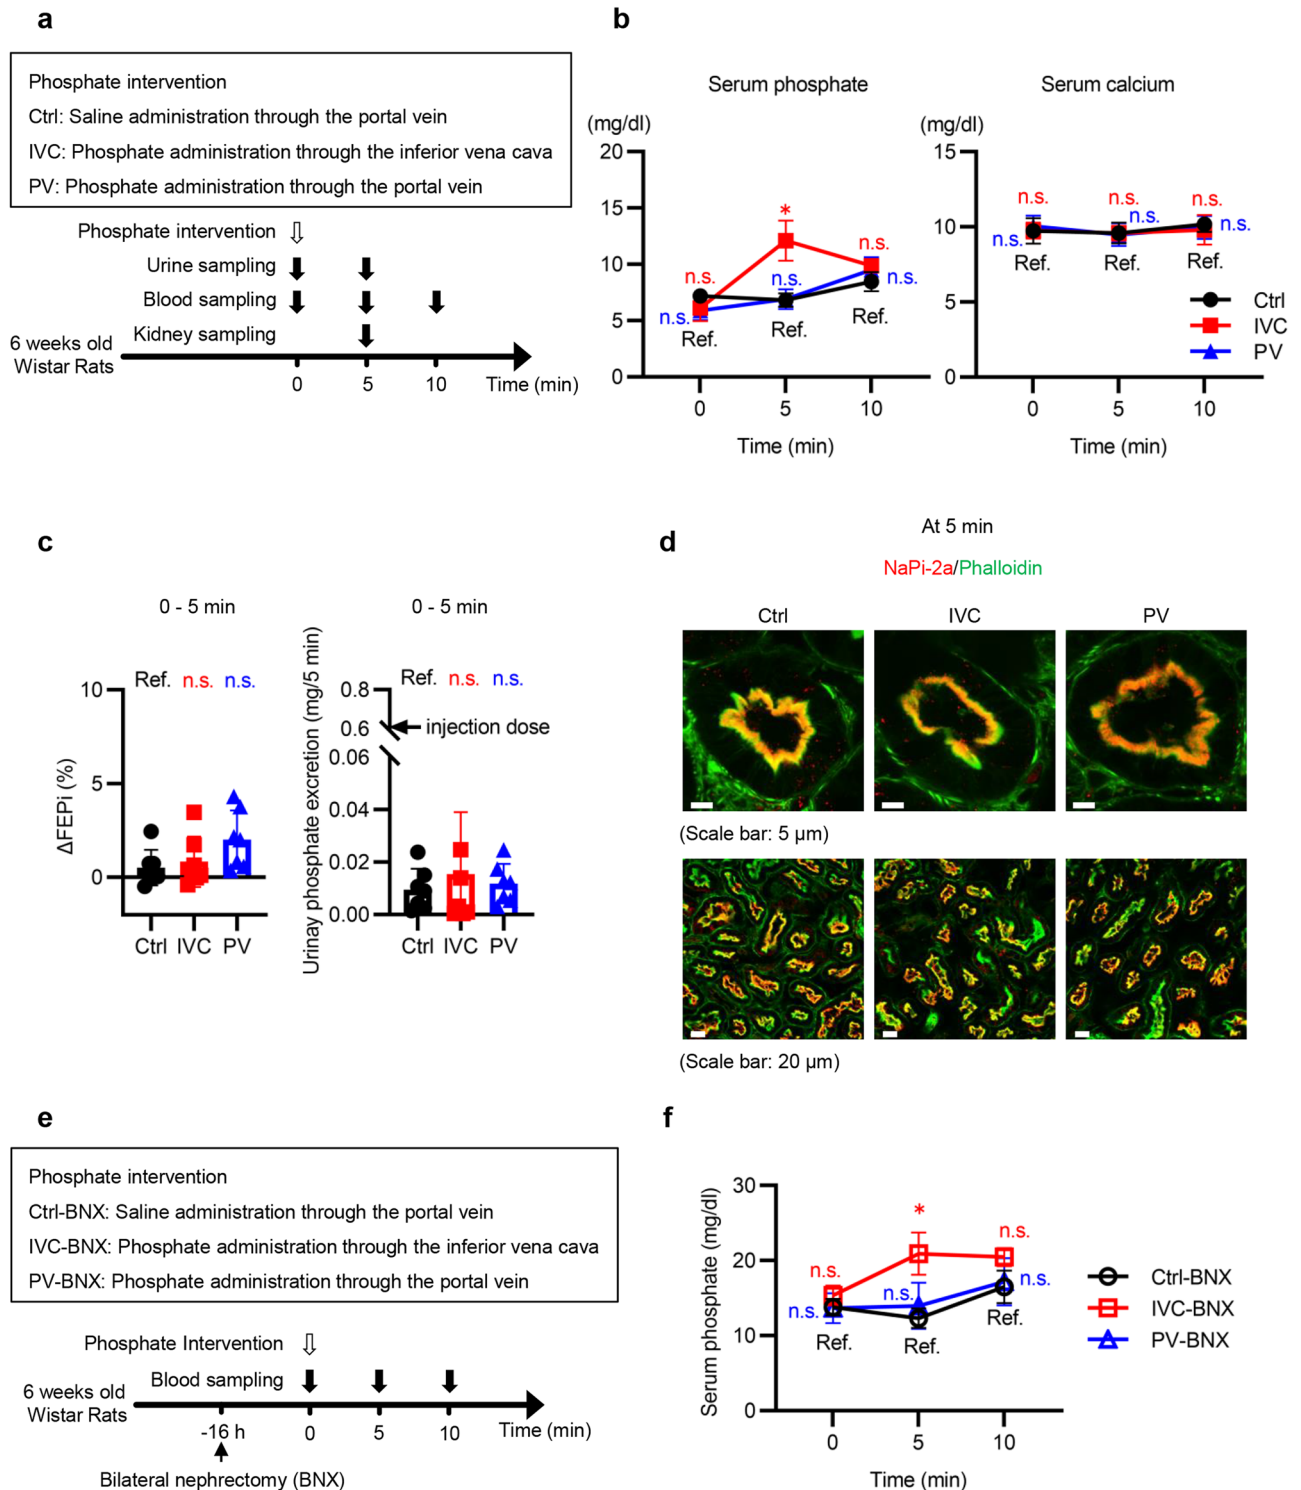 a
Phosphate intervention
Ctrl: Saline administration through the portal vein
IVC: Phosphate administration through the inferior vena cava
PV: Phosphate administration through the portal vein
Phosphate intervention
Urine sampling
Blood sampling
Kidney sampling
6 weeks old
Wistar Rats
0 5 10 Time (min)
b
Serum phosphate
(mg/dl)
20
15
10
5
0
n.s. * n.s.
n.s. n.s. n.s.
Ref. Ref. Ref.
0 5 10
Time (min)
Serum calcium
(mg/dl)
15
10
5
0
n.s. n.s. n.s.
n.s. n.s. n.s.
Ref. Ref. Ref.
Ctrl
IVC
PV
0 5 10
Time (min)
c
0 - 5 min
Ref. n.s. n.s.
ΔFEPi (%)
10
5
0
Ctrl IVC PV
0 - 5 min
Ref. n.s. n.s.
Urinay phosphate excretion (mg/5 min)
0.8
0.6
injection dose
0.06
0.04
0.02
0.00
Ctrl IVC PV
d
At 5 min
NaPi-2a/Phalloidin
Ctrl IVC PV
(Scale bar: 5 µm)
(Scale bar: 20 µm)
e
Phosphate intervention
Ctrl-BNX: Saline administration through the portal vein
IVC-BNX: Phosphate administration through the inferior vena cava
PV-BNX: Phosphate administration through the portal vein
Phosphate Intervention
Blood sampling
6 weeks old
Wistar Rats
-16 h 0 5 10 Time (min)
Bilateral nephrectomy (BNX)
f
Serum phosphate (mg/dl)
30
20
10
0
n.s. * n.s.
n.s. n.s. n.s.
Ref. Ref. Ref.
0 5 10
Time (min)
Ctrl-BNX
IVC-BNX
PV-BNX